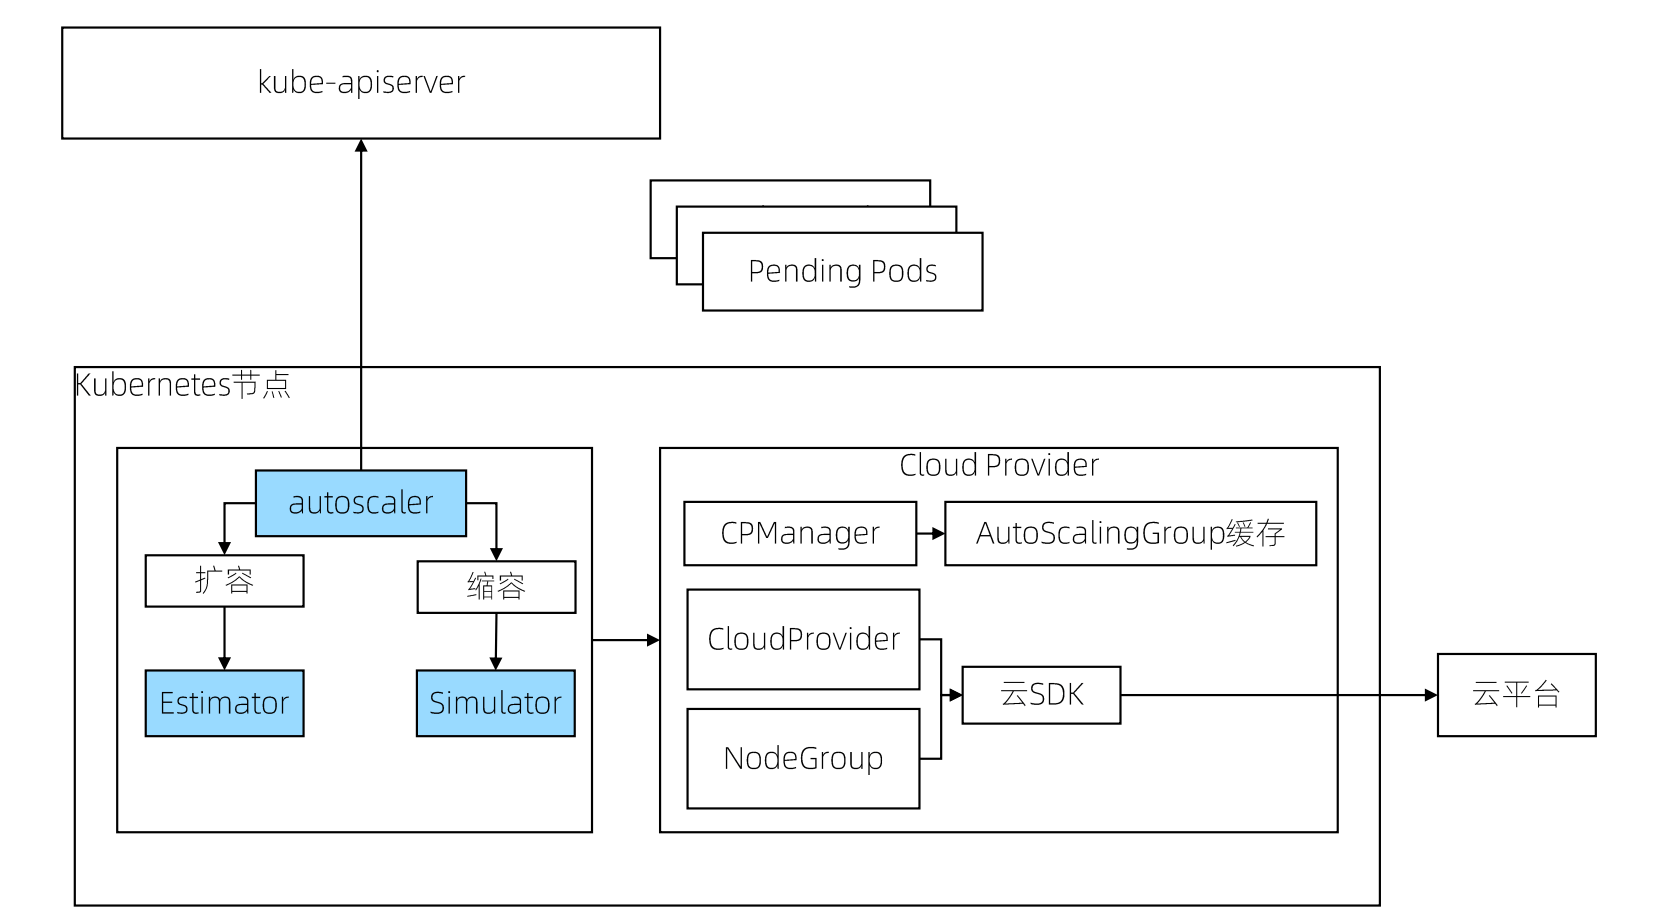 kube-apiserver
Pending Pods
Kubernetes节点
autoscaler
扩容
缩容
Estimator
Simulator
Cloud Provider
CPManager
AutoScalingGroup缓存
CloudProvider
NodeGroup
云SDK
云平台